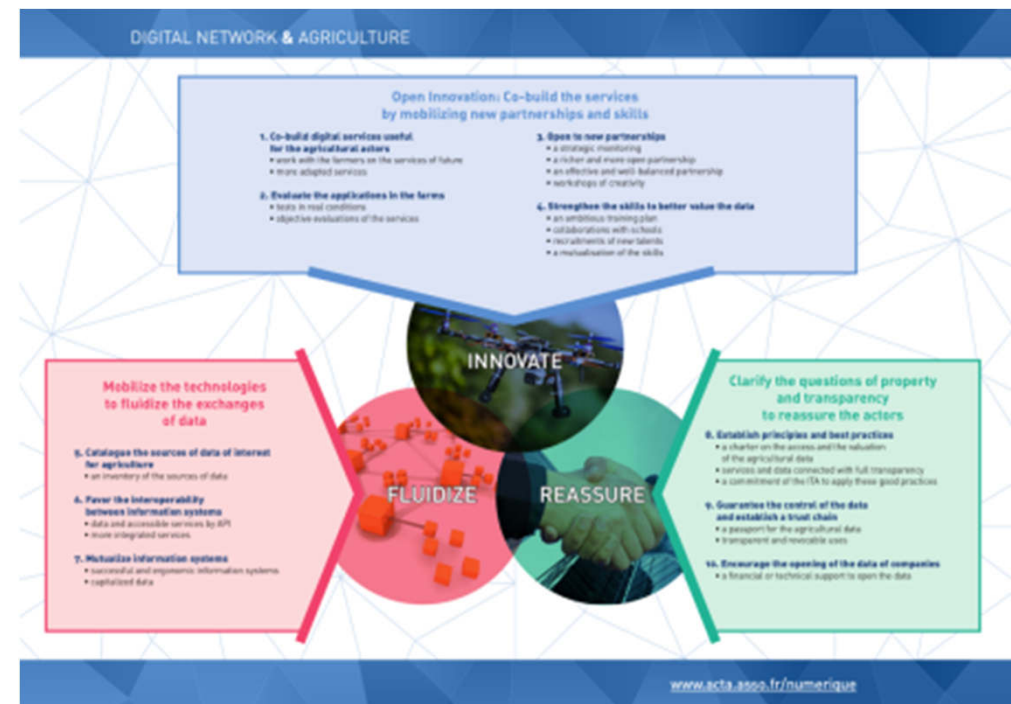 DIGITAL NETWORK & AGRICULTURE
Open Innovation: Co-build the services
by mobilizing new partnerships and skills
1. Co-build digital services useful
for the agricultural actors
• work with the farmers on the services of future
• more adapted services
2. Evaluate the applications in the farms
• tests in real conditions
• objective evaluations of the services
3. Open to new partnerships
• a strategic monitoring
• a richer and more open partnership
• an effective and well-balanced partnership
• workshops of creativity
4. Strengthen the skills to better value the data
• an ambitious training plan
• collaborations with schools
• recruitments of new talents
• a mutualisation of the skills
INNOVATE
Mobilize the technologies
to fluidize the exchanges
of data
5. Catalogue the sources of data of interest
for agriculture
• an inventory of the sources of data
6. Favor the interoperability
between information systems
• data and accessible services by API
• more integrated services
7. Mutualize information systems
• successful and ergonomic information systems
• capitalized data
FLUIDIZE
REASSURE
Clarify the questions of property
and transparency
to reassure the actors
8. Establish principles and best practices
• a charter on the access and the valuation
of the agricultural data
• services and data connected with full transparency
• a commitment of the ITA to apply these good practices
9. Guarantee the control of the data
and establish a trust chain
• a passport for the agricultural data
• transparent and revocable uses
10. Encourage the opening of the data of companies
• a financial or technical support to open the data
www.acta.asso.fr/numerique